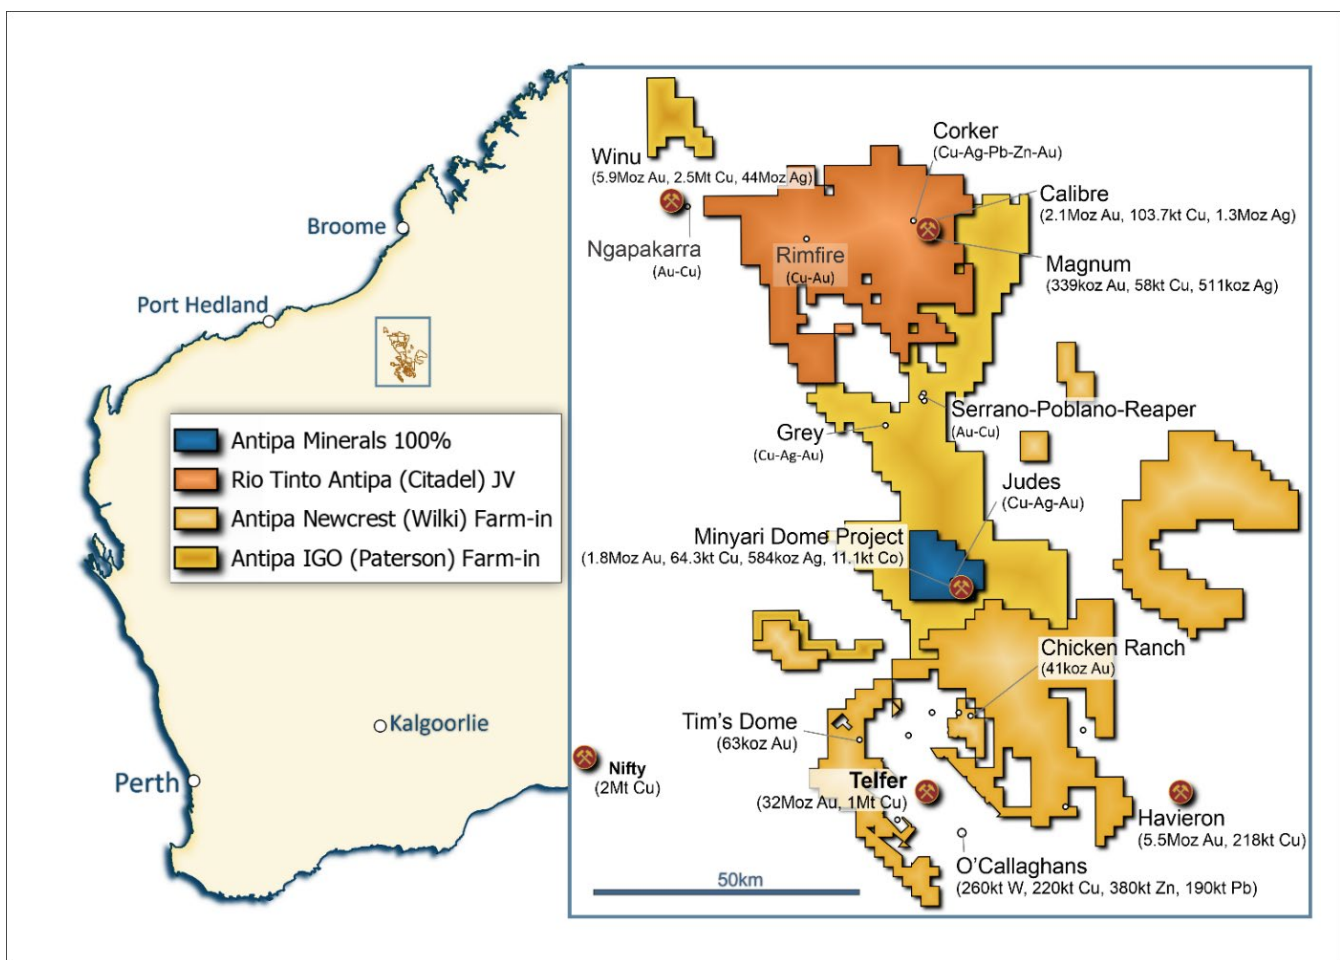 Broome
Port Hedland
Kalgoorlie
Perth
Antipa Minerals 100%
Rio Tinto Antipa (Citadel) JV
Antipa Newcrest (Wilki) Farm-in
Antipa IGO (Paterson) Farm-in
Winu
(5.9Moz Au, 2.5Mt Cu, 44Moz Ag)
Ngapakarra
(Au-Cu)
Rimfire
(Cu-Au)
Corker
(Cu-Ag-Pb-Zn-Au)
Calibre
(2.1Moz Au, 103.7kt Cu, 1.3Moz Ag)
Magnum
(339koz Au, 58kt Cu, 511koz Ag)
Serrano-Poblano-Reaper
(Au-Cu)
Grey
(Cu-Ag-Au)
Judes
(Cu-Ag-Au)
Minyari Dome Project
(1.8Moz Au, 64.3kt Cu, 584koz Ag, 11.1kt Co)
Chicken Ranch
(41koz Au)
Tim's Dome
(63koz Au)
Nifty
(2Mt Cu)
Telfer
(32Moz Au, 1Mt Cu)
Havieron
(5.5Moz Au, 218kt Cu)
O'Callaghans
(260kt W, 220kt Cu, 380kt Zn, 190kt Pb)
50km